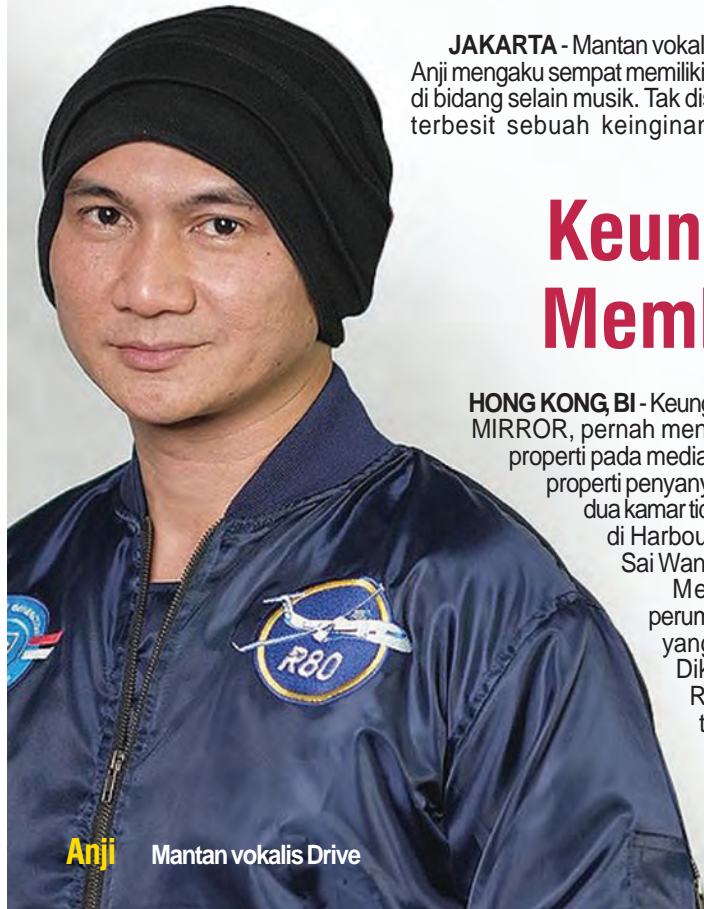 JAKARTA - Mantan vokal
Anji mengaku sempat memiliki
di bidang selain musik. Tak dis
terbesit sebuah keinginan
Keun
Mem
HONG KONG, BI - Keung
MIRROR, pernah men
properti pada media
properti penyany
dua kamar tid
di Harbou
Sai Wan
Me
perum
yang
Dik
R
t
R80
Anji Mantan vokalis Drive